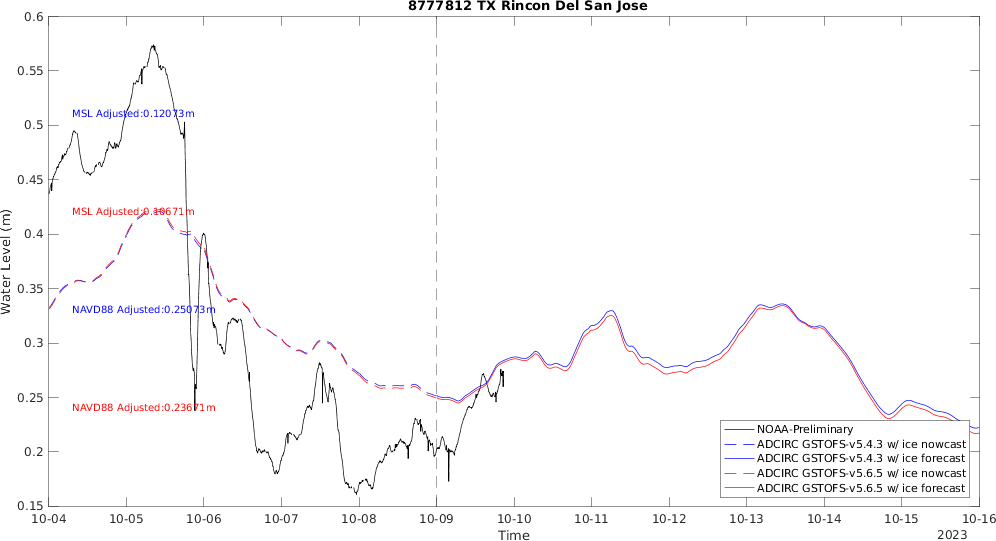 8777812 TX Rincon Del San Jose
Water Level (m)
0.6
0.55
0.5
0.45
0.4
0.35
0.3
0.25
0.2
0.15
MSL Adjusted:0.12073m
MSL Adjusted:0.10671m
NAVD88 Adjusted:0.25073m
NAVD88 Adjusted:0.23671m
NOAA-Preliminary
ADCIRC GSTOFS-v5.4.3 w/ ice nowcast
ADCIRC GSTOFS-v5.4.3 w/ ice forecast
ADCIRC GSTOFS-v5.6.5 w/ ice nowcast
ADCIRC GSTOFS-v5.6.5 w/ ice forecast
10-04 10-05 10-06 10-07 10-08 10-09 10-10 10-11 10-12 10-13 10-14 10-15 10-16
Time
2023